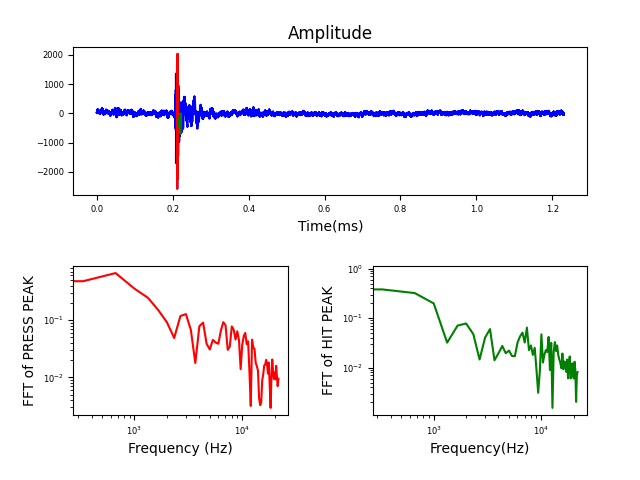 Amplitude
2000
1000
0
−1000
−2000
0.0 0.2 0.4 0.6 0.8 1.0 1.2
Time(ms)
FFT of PRESS PEAK
10⁻¹
10⁻²
10³ 10⁴
Frequency (Hz)
FFT of HIT PEAK
10⁰
10⁻¹
10⁻²
10³ 10⁴
Frequency(Hz)